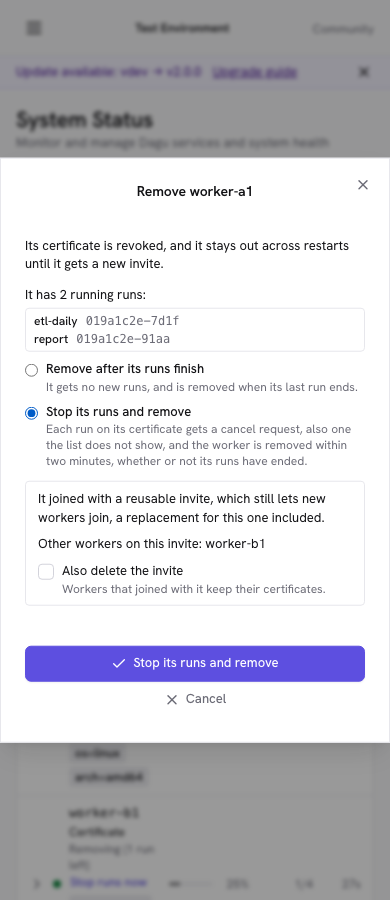 Test Environment
Community
Update available: vdev → v2.0.0 Upgrade guide
System Status
Monitor and manage Dagu services and system health
Remove worker-a1
Its certificate is revoked, and it stays out across restarts
until it gets a new invite.
It has 2 running runs:
etl-daily 019a1c2e-7d1f
report 019a1c2e-91aa
Remove after its runs finish
It gets no new runs, and is removed when its last run ends.
Stop its runs and remove
Each run on its certificate gets a cancel request, also one
the list does not show, and the worker is removed within
two minutes, whether or not its runs have ended.
It joined with a reusable invite, which still lets new
workers join, a replacement for this one included.
Other workers on this invite: worker-b1
Also delete the invite
Workers that joined with it keep their certificates.
Stop its runs and remove
Cancel
os=linux
arch=amd64
worker-b1
Certificate
Removing (1 run
left)
Stop runs now
25%
1/4
37s